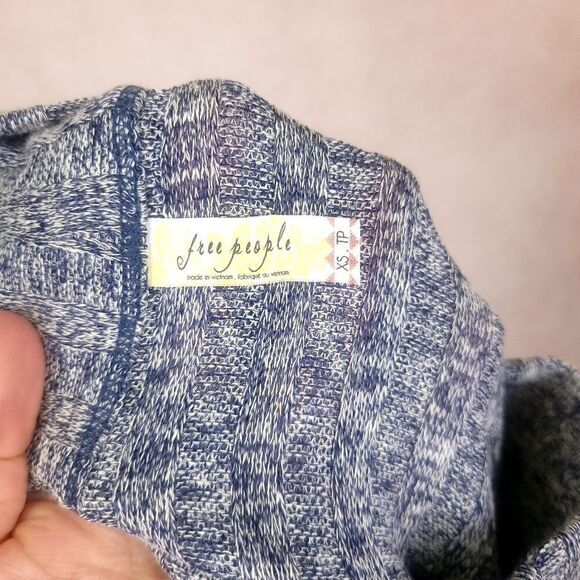 free people
made in vietnam . fabriqué au vietnam
XS . TP